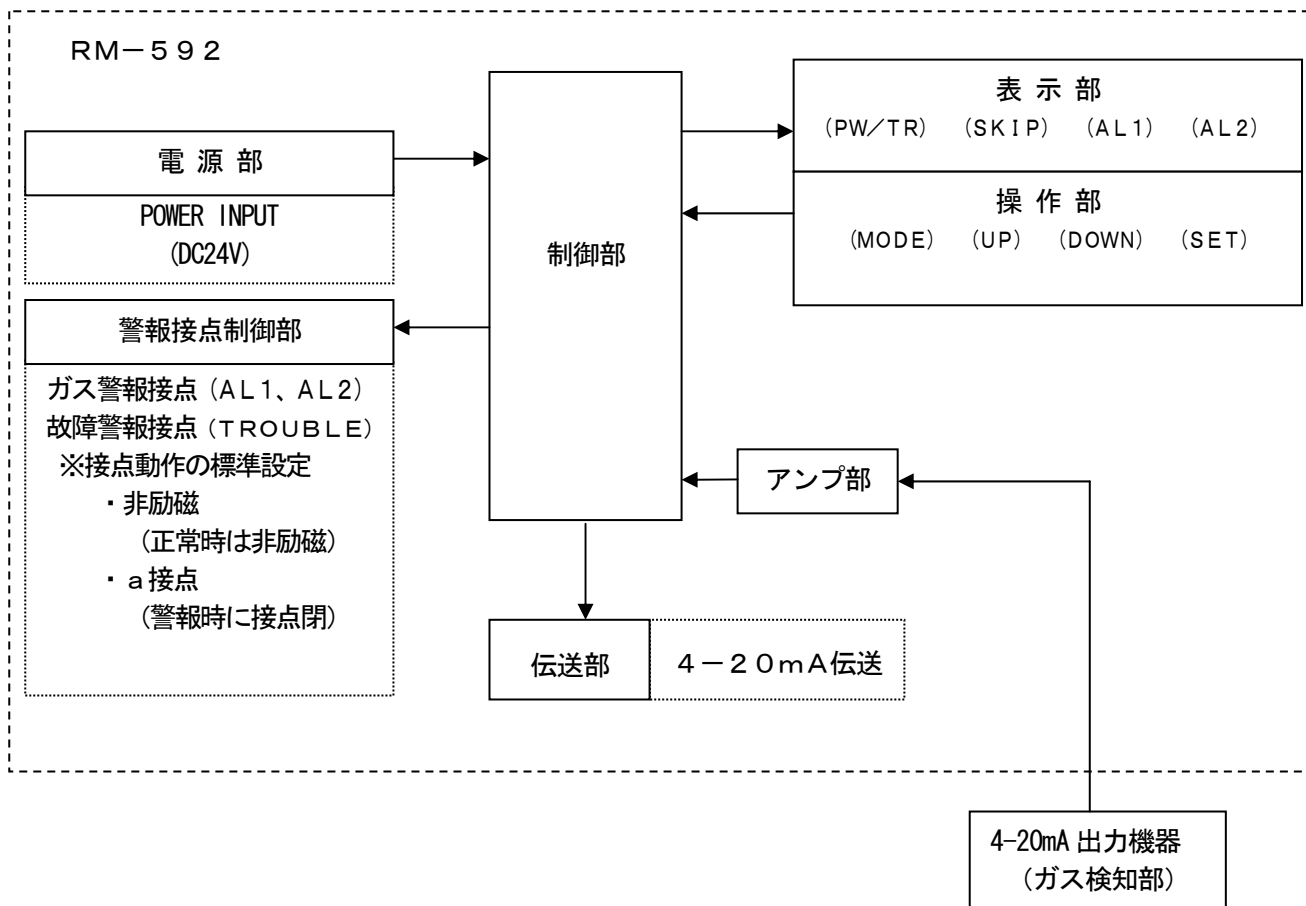 RM－592
電 源 部
POWER INPUT
(DC24V)
警報接点制御部
ガス警報接点（AL1、AL2）
故障警報接点（TROUBLE）
※接点動作の標準設定
・非励磁
（正常時は非励磁）
・a接点
（警報時に接点閉）
制御部
表 示 部
（PW／TR） （SKIP） （AL1） （AL2）
操 作 部
（MODE） （UP） （DOWN） （SET）
アンプ部
伝送部
4－20mA伝送
4-20mA 出力機器
（ガス検知部）